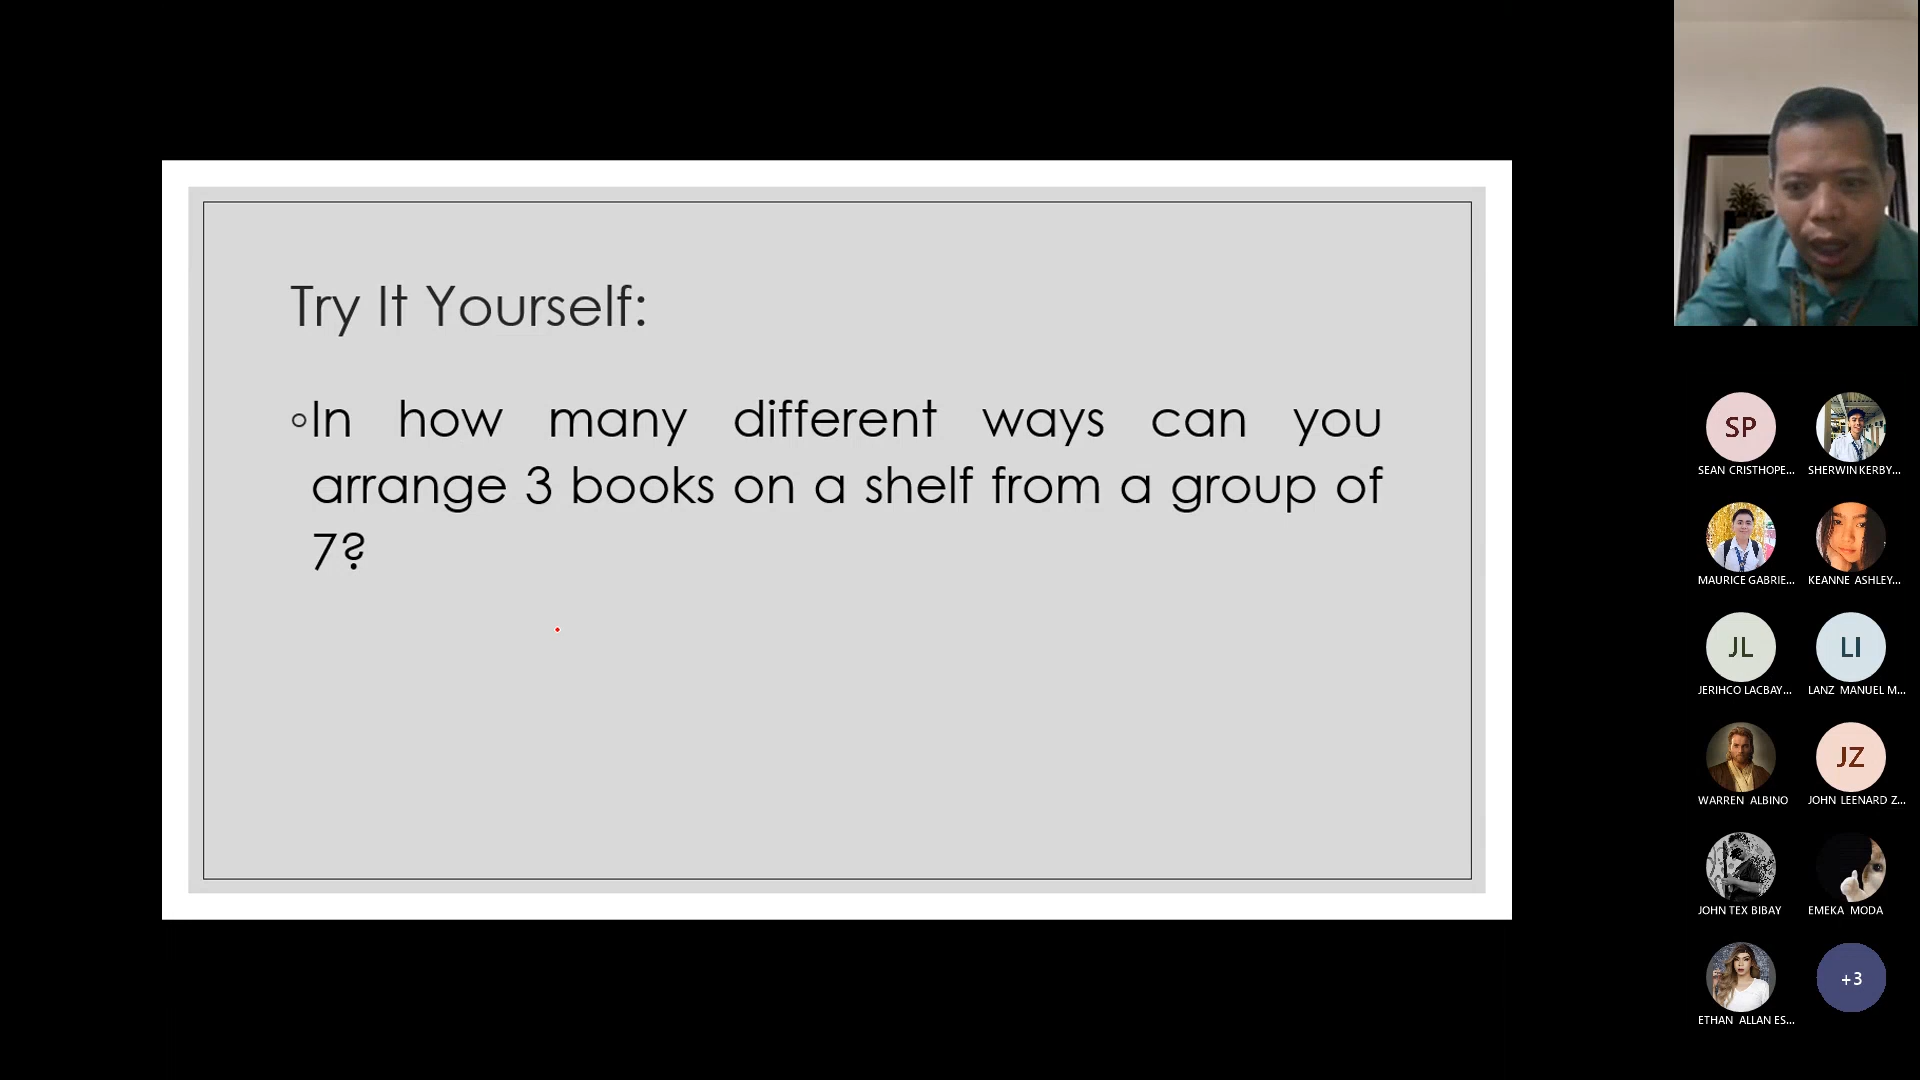 Try It Yourself:
◦In how many different ways can you
arrange 3 books on a shelf from a group of
7?
SP
SEAN CRISTHOPE...
SHERWIN KERBY...
MAURICE GABRIE...
KEANNE ASHLEY...
JL
LI
JERIHCO LACBAY...
LANZ MANUEL M...
JZ
WARREN ALBINO
JOHN LEENARD Z...
JOHN TEX BIBAY
EMEKA MODA
+3
ETHAN ALLAN ES...